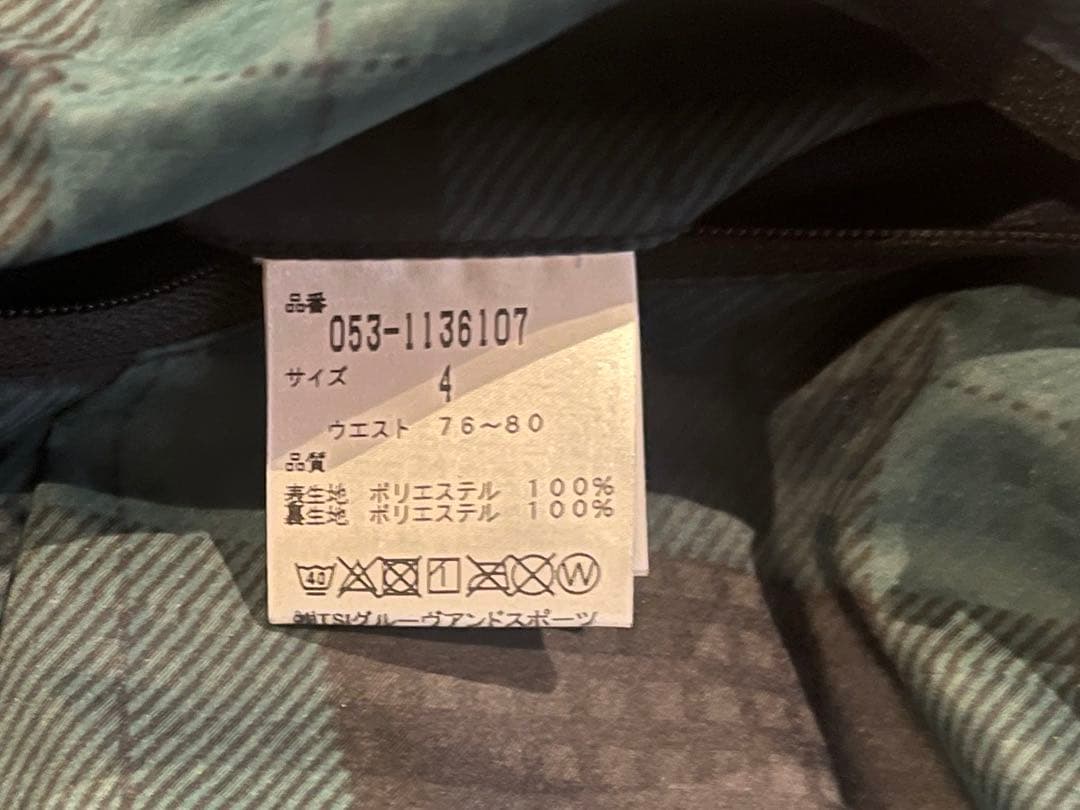 品番
053-1136107
サイズ 4
ウエスト 76～80
品質
表生地 ポリエステル 100%
裏生地 ポリエステル 100%
40 W
㈱TSIグルーヴアンドスポーツ